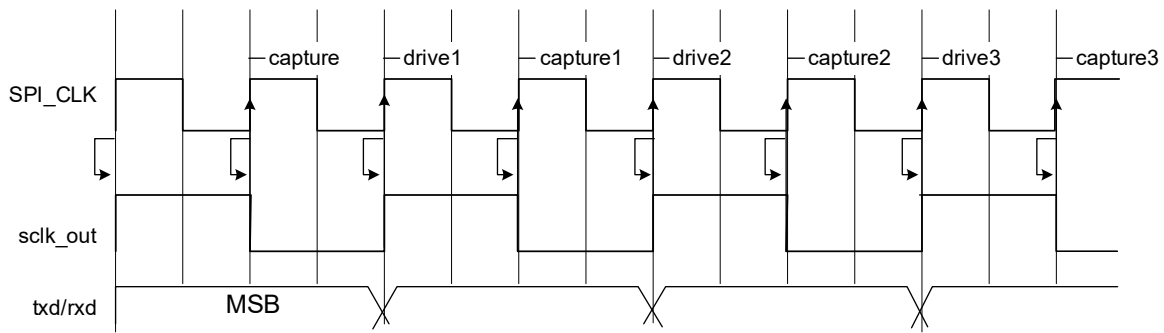 capture drive1 capture1 drive2 capture2 drive3 capture3
SPI_CLK
sclk_out
txd/rxd MSB